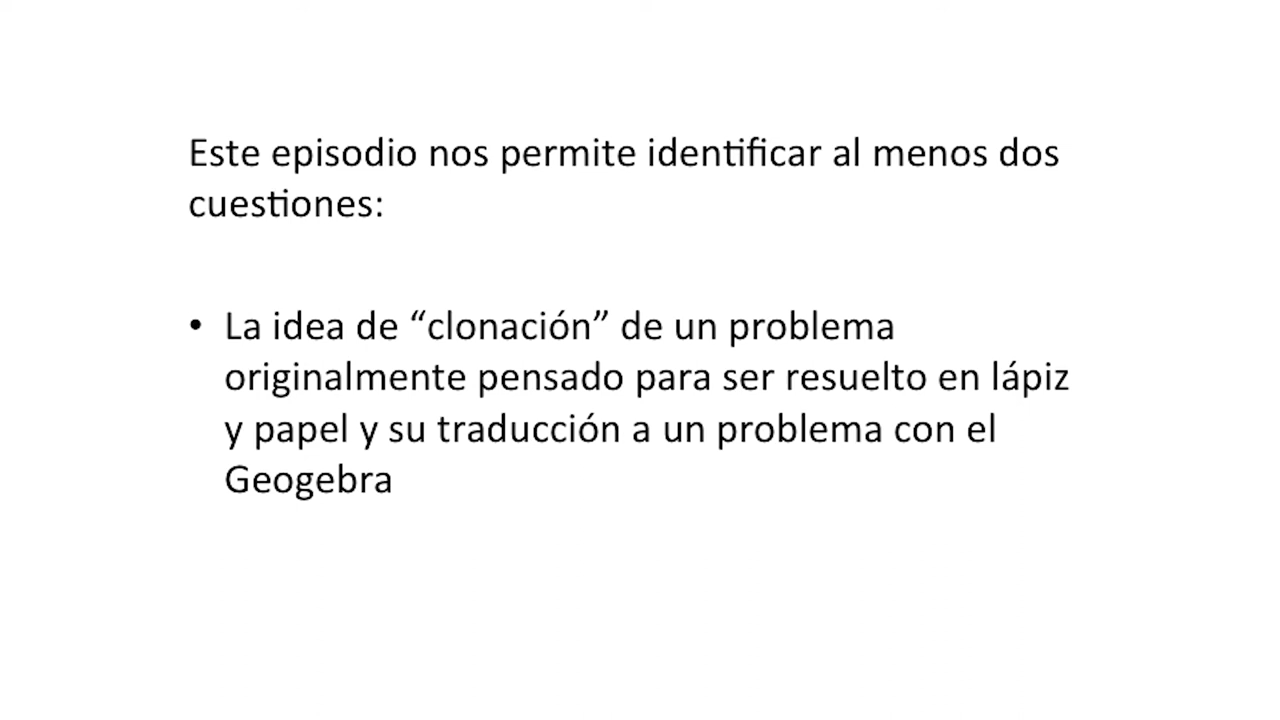 Este episodio nos permite identificar al menos dos
cuestiones:
• La idea de “clonación” de un problema
originalmente pensado para ser resuelto en lápiz
y papel y su traducción a un problema con el
Geogebra